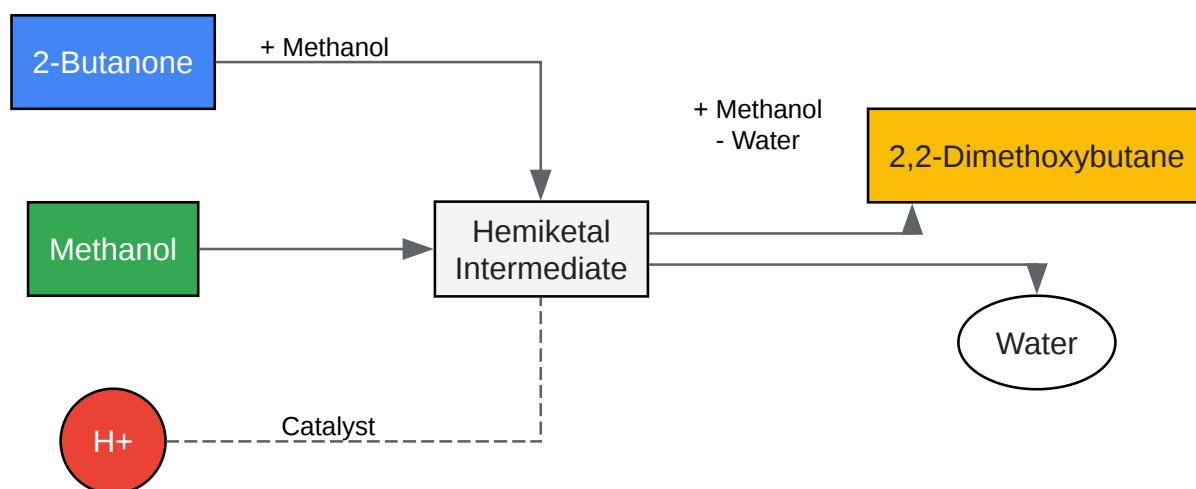 2-Butanone
+ Methanol
+ Methanol
- Water
2,2-Dimethoxybutane
Methanol
Hemiketal
Intermediate
Water
Catalyst
H+